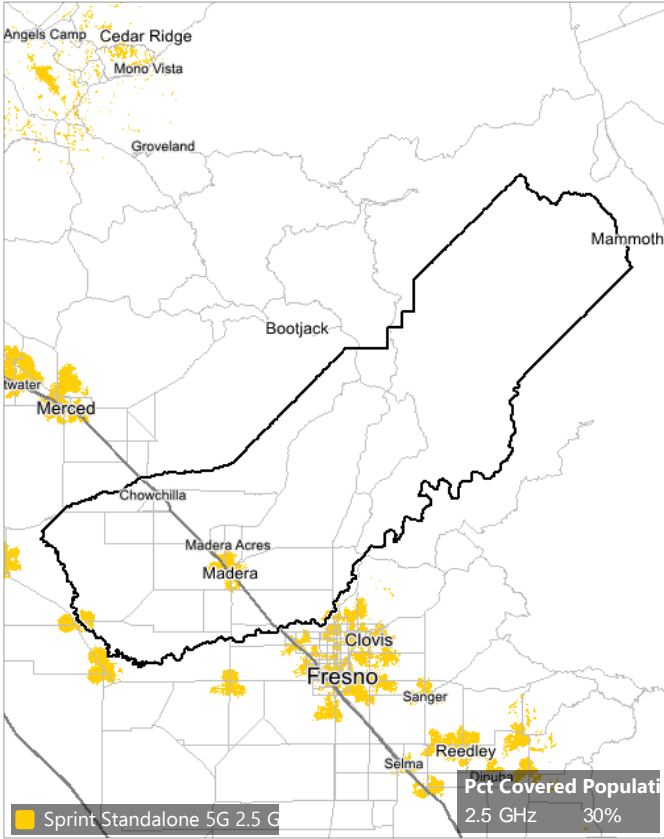 Angels Camp
Cedar Ridge
Mono Vista
Groveland
Mammoth
Bootjack
twater
Merced
Chowchilla
Madera Acres
Madera
Clovis
Fresno
Sanger
Reedley
Selma
Dinuba
Pct Covered Populati
2.5 GHz 30%
Sprint Standalone 5G 2.5 G